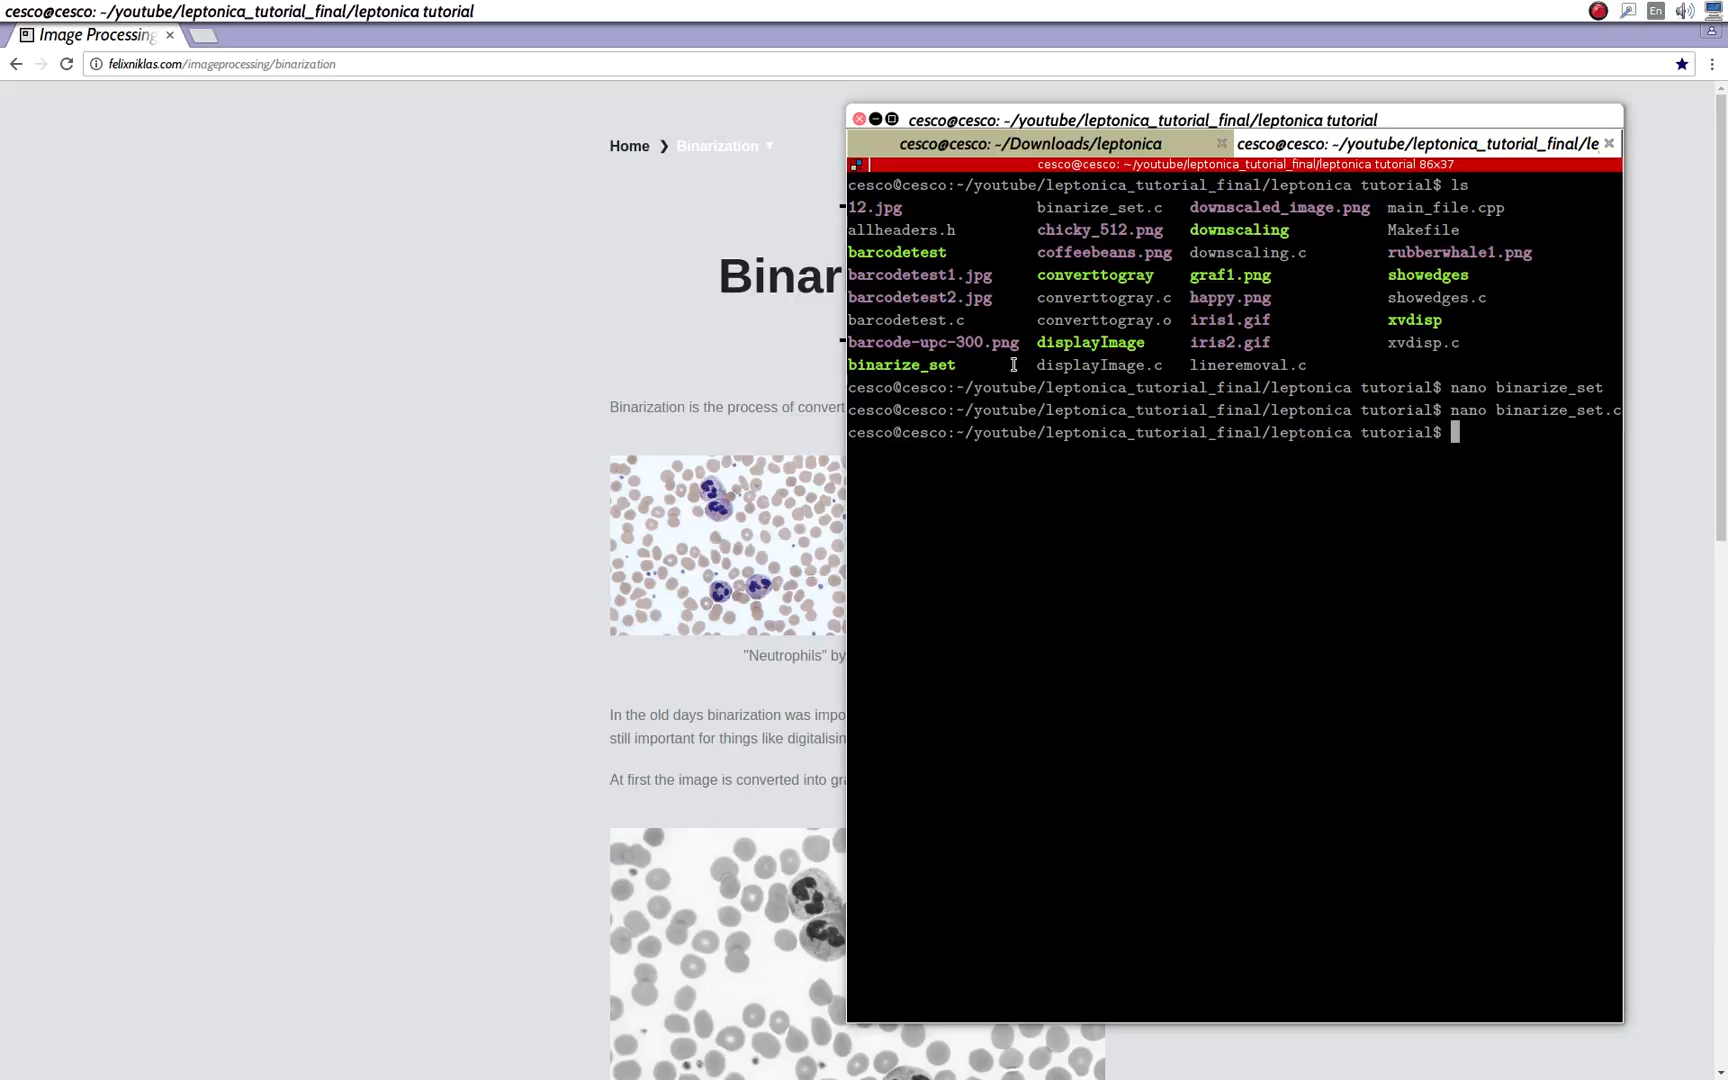 cesco@cesco: ~/youtube/leptonica_tutorial_final/leptonica tutorial
En
Image Processing
felixniklas.com/imageprocessing/binarization
Home ❯ Binarization ▼
Binar
Binarization is the process of convert
"Neutrophils" by
In the old days binarization was impo
still important for things like digitalisin
At first the image is converted into gra
cesco@cesco: ~/youtube/leptonica_tutorial_final/leptonica tutorial
cesco@cesco: ~/Downloads/leptonica
cesco@cesco: ~/youtube/leptonica_tutorial_final/le
cesco@cesco: ~/youtube/leptonica_tutorial_final/leptonica tutorial 86x37
cesco@cesco:~/youtube/leptonica_tutorial_final/leptonica tutorial$ ls
12.jpg binarize_set.c downscaled_image.png main_file.cpp
allheaders.h chicky_512.png downscaling Makefile
barcodetest coffeebeans.png downscaling.c rubberwhale1.png
barcodetest1.jpg converttogray graf1.png showedges
barcodetest2.jpg converttogray.c happy.png showedges.c
barcodetest.c converttogray.o iris1.gif xvdisp
barcode-upc-300.png displayImage iris2.gif xvdisp.c
binarize_set displayImage.c lineremoval.c
cesco@cesco:~/youtube/leptonica_tutorial_final/leptonica tutorial$ nano binarize_set
cesco@cesco:~/youtube/leptonica_tutorial_final/leptonica tutorial$ nano binarize_set.c
cesco@cesco:~/youtube/leptonica_tutorial_final/leptonica tutorial$